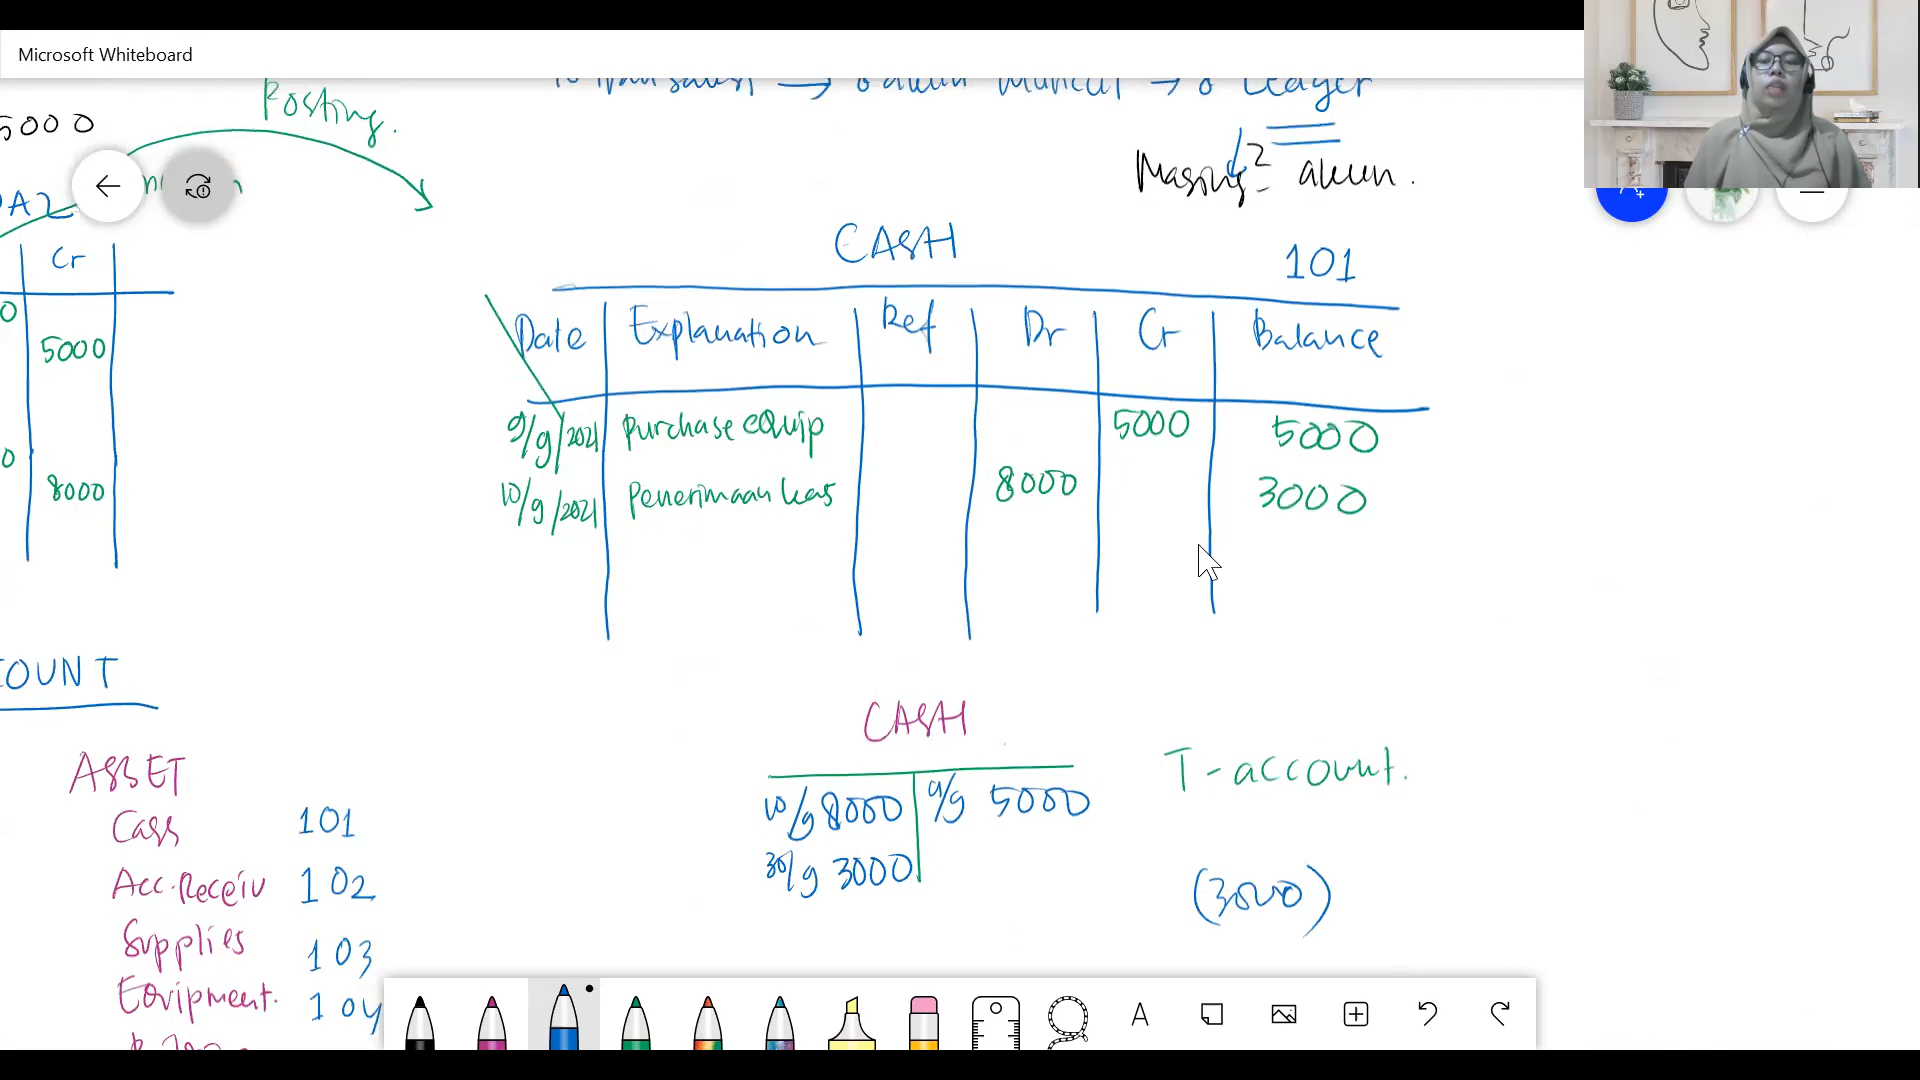 Microsoft Whiteboard
Posting.
→ → Ledger
5000
Masing² akun.
CASH 101
Cr
Date Explanation Ref Dr Cr Balance
5000
9/9/2021 purchase equip 5000 5000
8000
10/9/2021 Penerimaan kas 8000 3000
COUNT
CASH
T-account.
10/9 8000 9/9 5000
30/9 3000
(3000)
ASSET
Cash 101
Acc.Receiv 102
Supplies 103
Equipment. 104